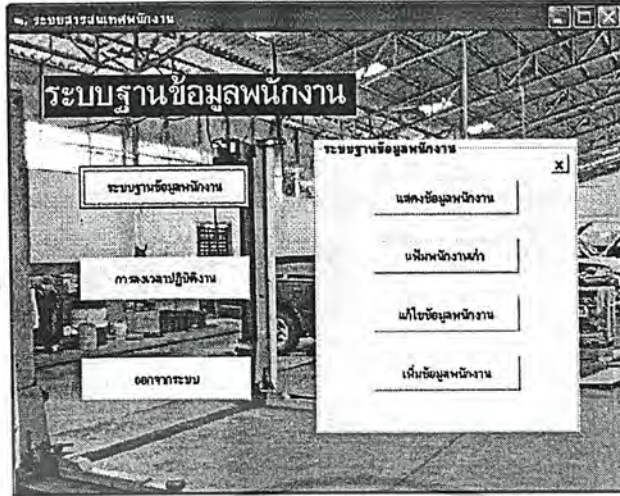 ระบบสารสนเทศพนักงาน
ระบบฐานข้อมูลพนักงาน
ระบบฐานข้อมูลพนักงาน
การลงเวลาปฏิบัติงาน
ออกจากระบบ
ระบบฐานข้อมูลพนักงาน
x
แสดงข้อมูลพนักงาน
แฟ้มพนักงานเก่า
แก้ไขข้อมูลพนักงาน
เพิ่มข้อมูลพนักงาน